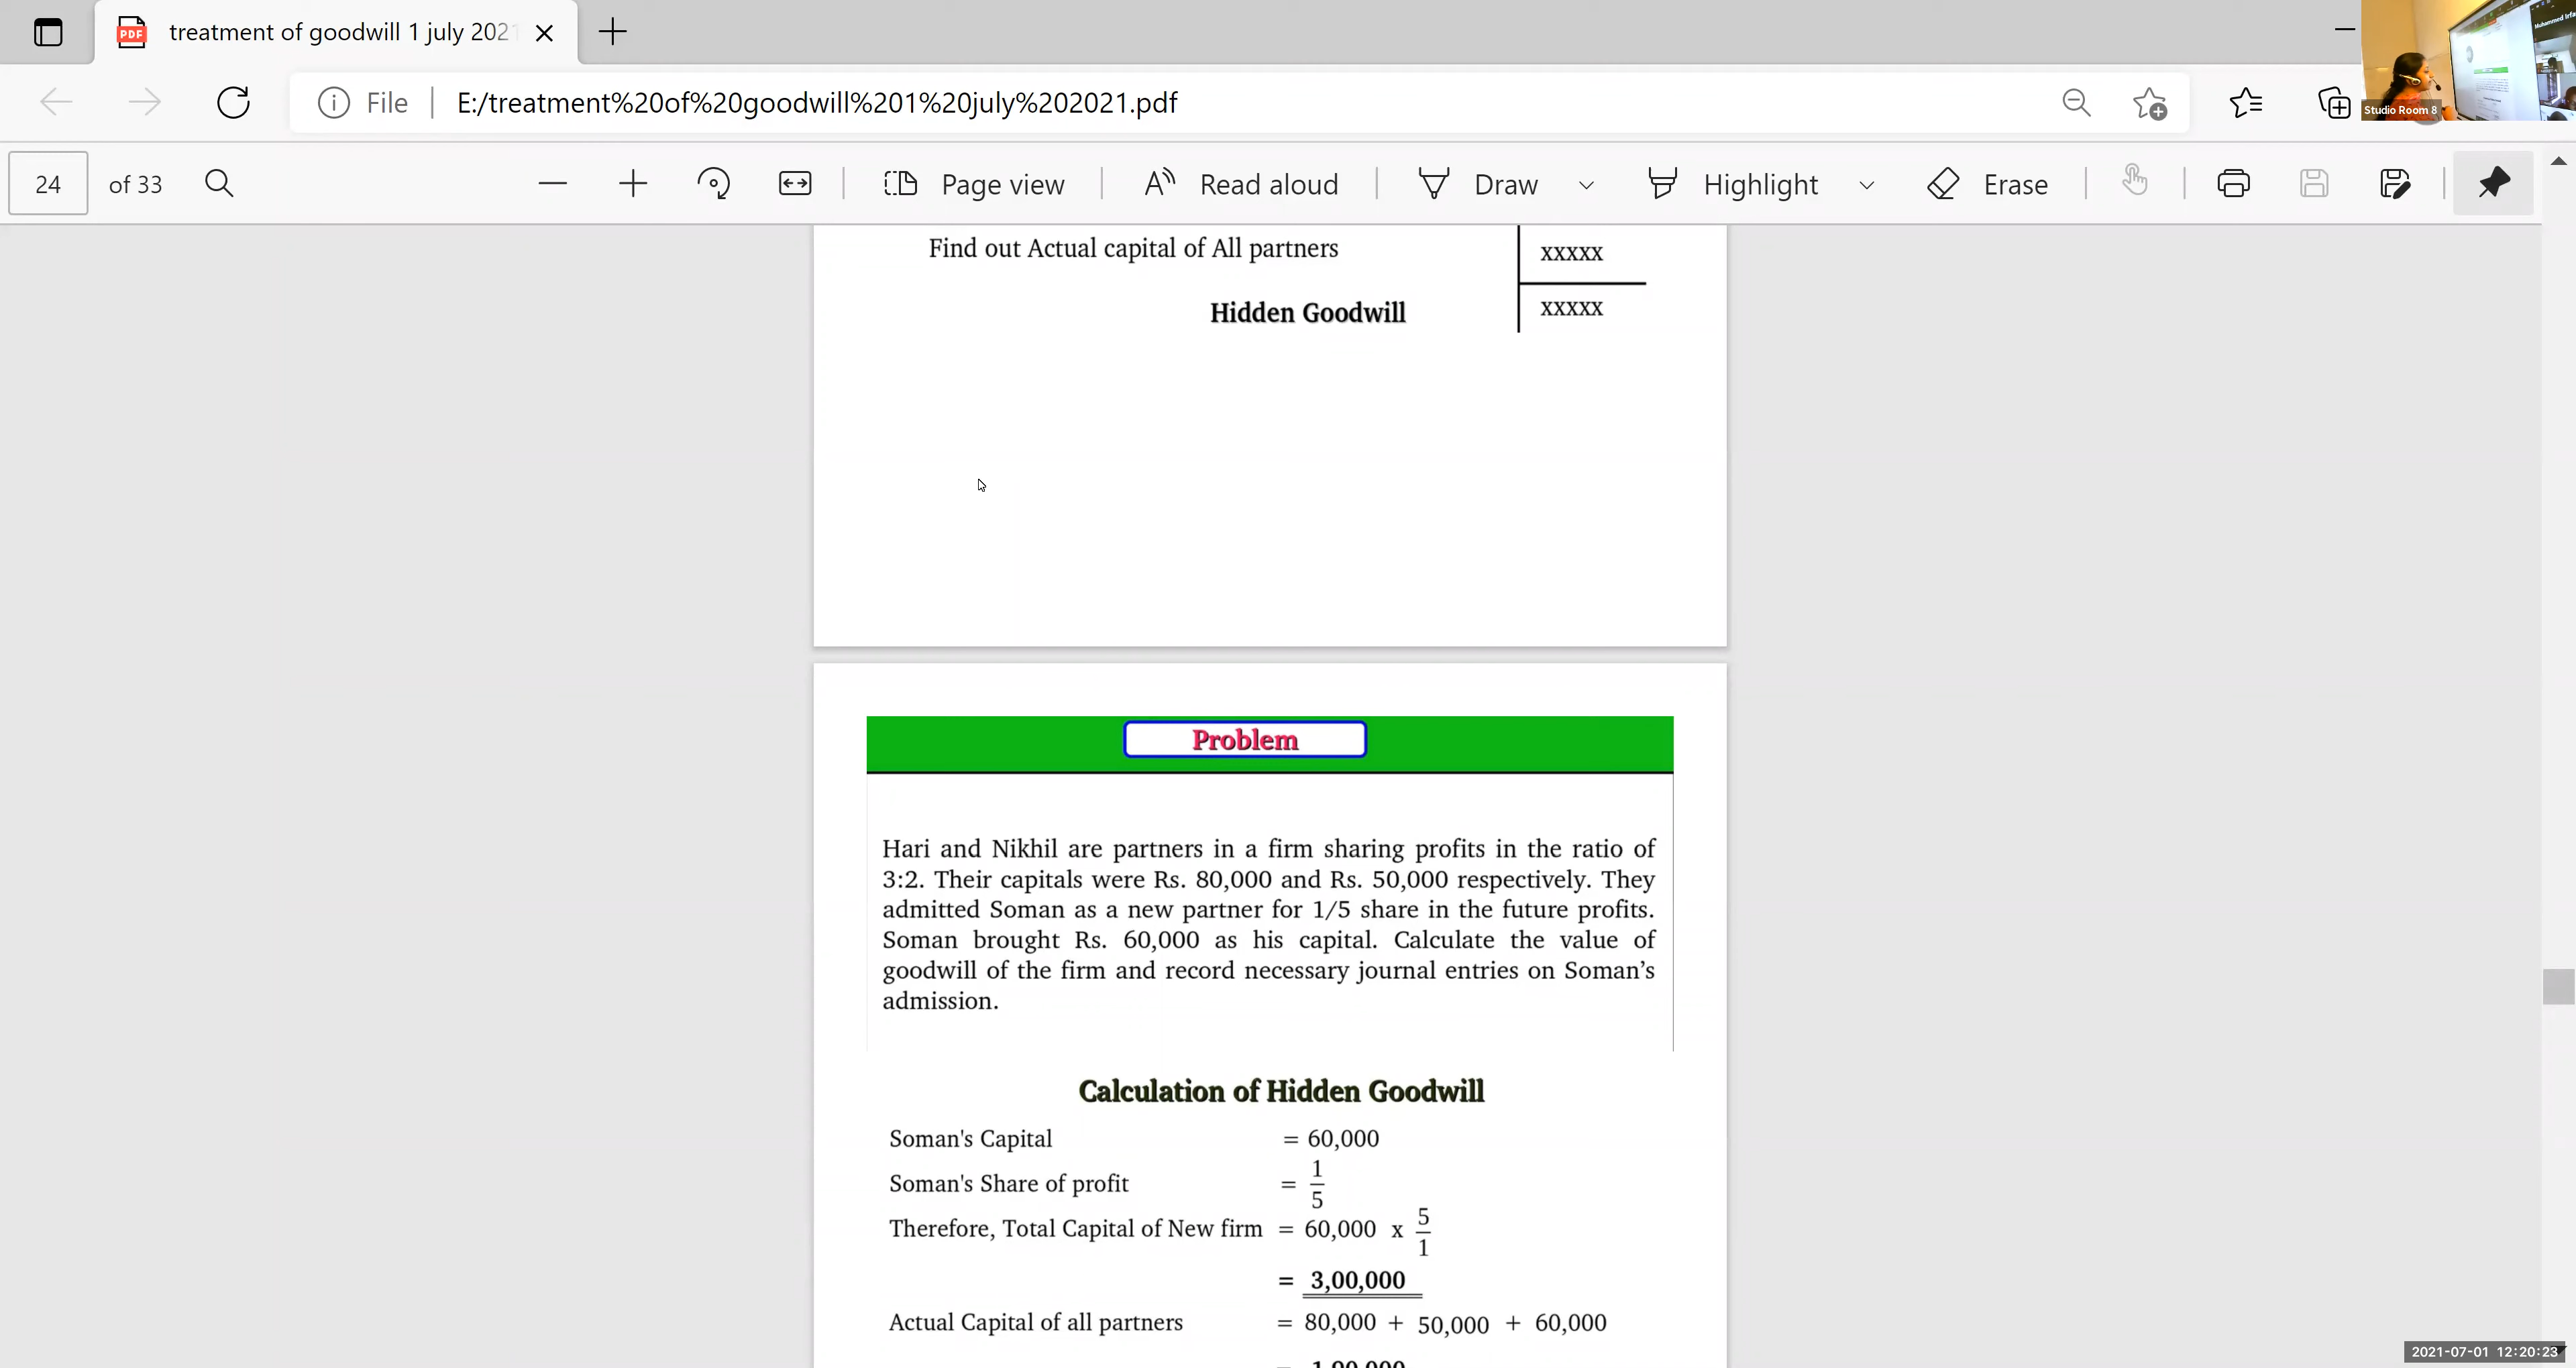 treatment of goodwill 1 july 2021
File
E:/treatment%20of%20goodwill%201%20july%202021.pdf
Studio Room 8
24 of 33
Page view
Read aloud
Draw
Highlight
Erase
Find out Actual capital of All partners xxxxx
Hidden Goodwill xxxxx
Problem
Hari and Nikhil are partners in a firm sharing profits in the ratio of
3:2. Their capitals were Rs. 80,000 and Rs. 50,000 respectively. They
admitted Soman as a new partner for 1/5 share in the future profits.
Soman brought Rs. 60,000 as his capital. Calculate the value of
goodwill of the firm and record necessary journal entries on Soman’s
admission.
Calculation of Hidden Goodwill
Soman's Capital = 60,000
Soman's Share of profit = 1/5
Therefore, Total Capital of New firm = 60,000 x 5/1
= 3,00,000
Actual Capital of all partners = 80,000 + 50,000 + 60,000
= 1,90,000
2021-07-01 12:20:23